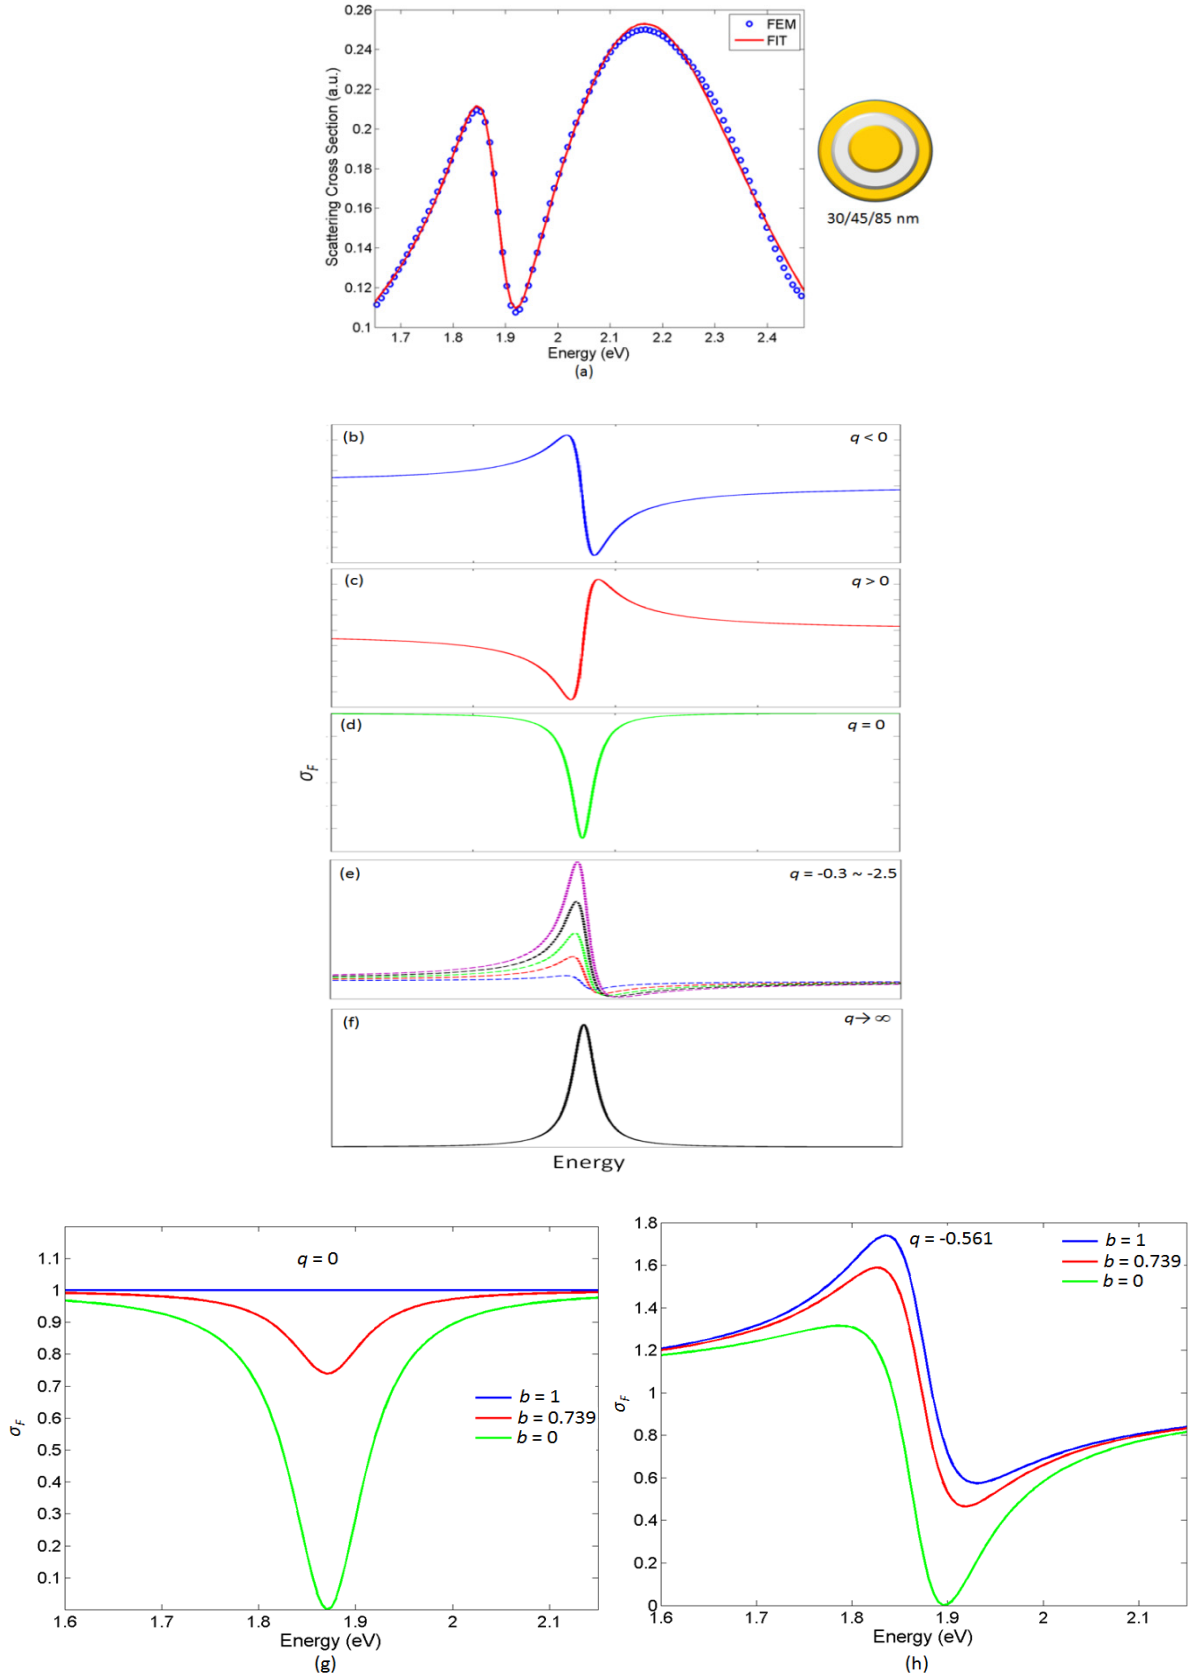 0.26
0.24
0.22
0.2
0.18
0.16
0.14
0.12
0.1
Scattering Cross Section (a.u.)
FEM
FIT
1.7 1.8 1.9 2 2.1 2.2 2.3 2.4
Energy (eV)
(a)
30/45/85 nm
(b) q < 0
(c) q > 0
(d) q = 0
σF
(e) q = -0.3 ~ -2.5
(f) q → ∞
Energy
q = 0
1.1
1
0.9
0.8
0.7
0.6
0.5
0.4
0.3
0.2
0.1
σF
b = 1
b = 0.739
b = 0
1.6 1.7 1.8 1.9 2 2.1
Energy (eV)
(g)
q = -0.561
b = 1
b = 0.739
b = 0
1.8
1.6
1.4
1.2
1
0.8
0.6
0.4
0.2
0
σF
1.6 1.7 1.8 1.9 2 2.1
Energy (eV)
(h)